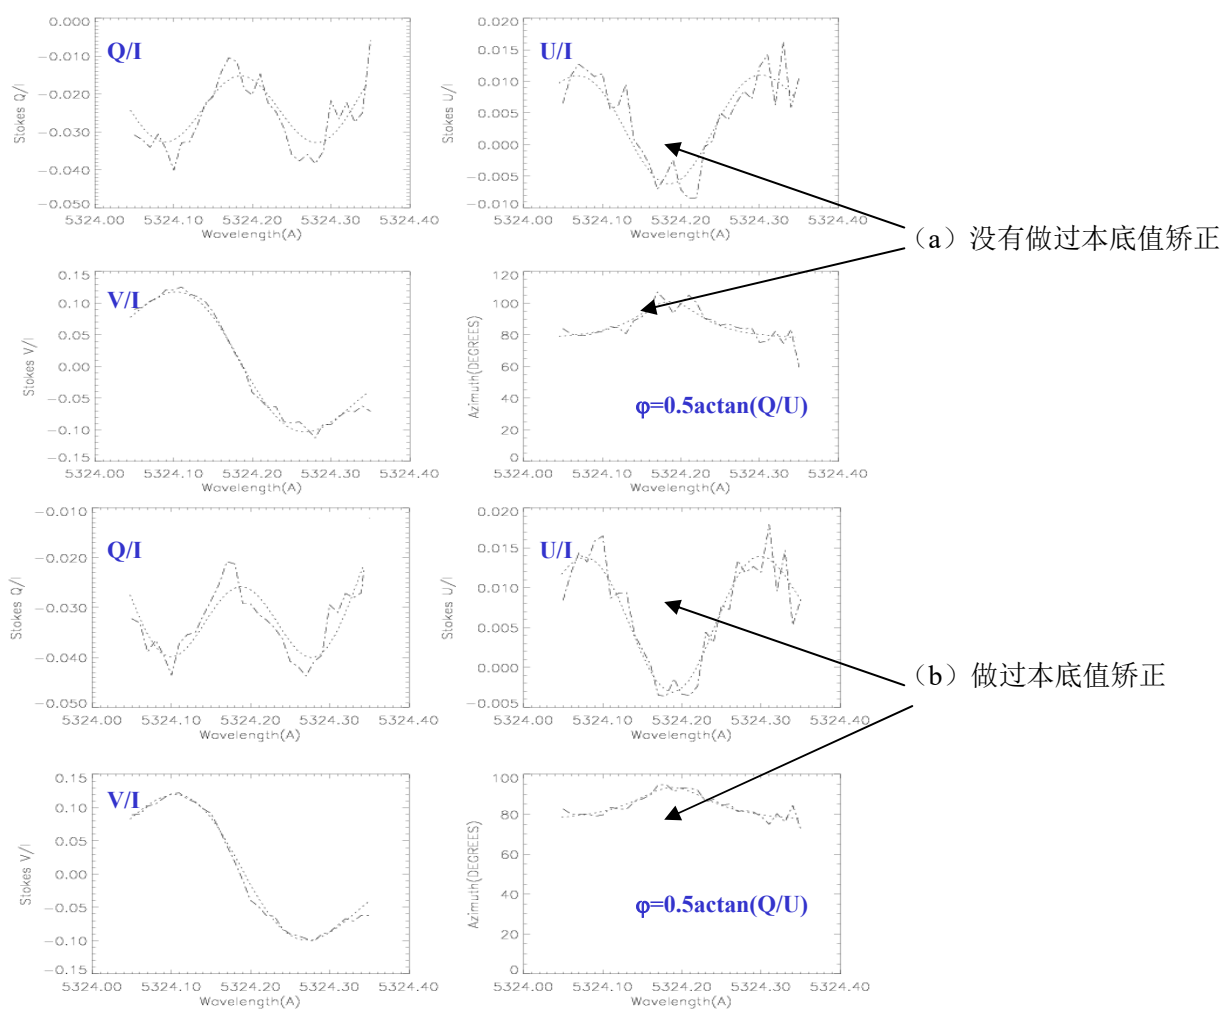 0.000
-0.010
-0.020
-0.030
-0.040
-0.050
Stokes Q/I
Q/I
5324.00 5324.10 5324.20 5324.30 5324.40
Wavelength(A)
0.020
0.015
0.010
0.005
0.000
-0.005
-0.010
Stokes U/I
U/I
5324.00 5324.10 5324.20 5324.30 5324.40
Wavelength(A)
(a)没有做过本底值矫正
0.15
0.10
0.05
0.00
-0.05
-0.10
-0.15
Stokes V/I
V/I
5324.00 5324.10 5324.20 5324.30 5324.40
Wavelength(A)
120
100
80
60
40
20
0
Azimuth(DEGREES)
φ=0.5actan(Q/U)
5324.00 5324.10 5324.20 5324.30 5324.40
Wavelength(A)
-0.010
-0.020
-0.030
-0.040
-0.050
Stokes Q/I
Q/I
5324.00 5324.10 5324.20 5324.30 5324.40
Wavelength(A)
0.020
0.015
0.010
0.005
0.000
-0.005
Stokes U/I
U/I
5324.00 5324.10 5324.20 5324.30 5324.40
Wavelength(A)
(b)做过本底值矫正
0.15
0.10
0.05
0.00
-0.05
-0.10
-0.15
Stokes V/I
V/I
5324.00 5324.10 5324.20 5324.30 5324.40
Wavelength(A)
100
80
60
40
20
0
Azimuth(DEGREES)
φ=0.5actan(Q/U)
5324.00 5324.10 5324.20 5324.30 5324.40
Wavelength(A)